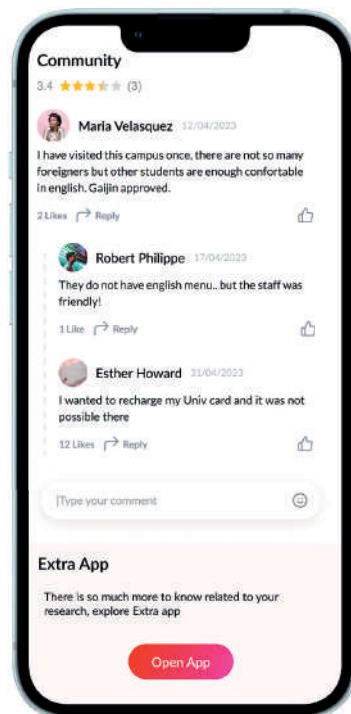 Community
3.4 (3)
Maria Velasquez 12/04/2023
I have visited this campus once, there are not so many
foreigners but other students are enough confortable
in english. Gaijin approved.
2 Likes Reply
Robert Philippe 17/04/2023
They do not have english menu.. but the staff was
friendly!
1 Like Reply
Esther Howard 31/04/2023
I wanted to recharge my Univ card and it was not
possible there
12 Likes Reply
Type your comment
Extra App
There is so much more to know related to your
research, explore Extra app
Open App